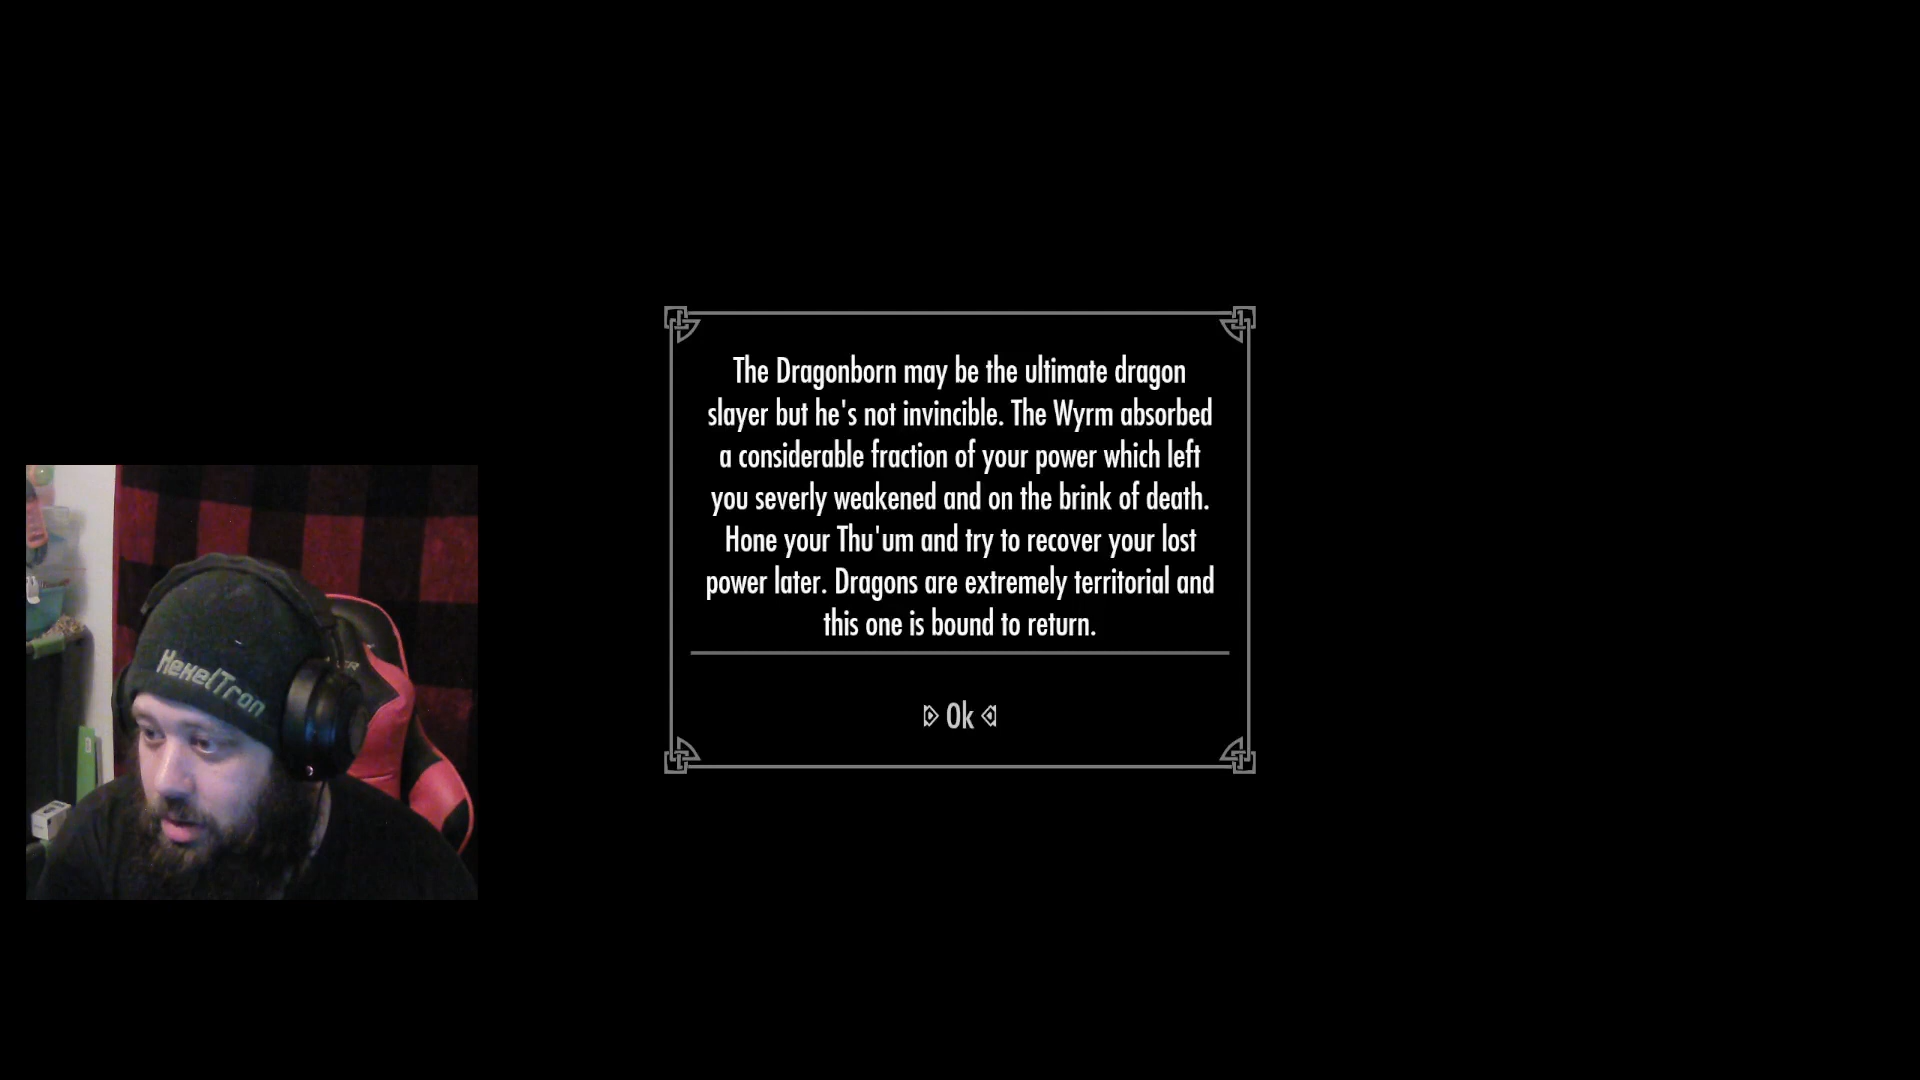 The Dragonborn may be the ultimate dragon
slayer but he's not invincible. The Wyrm absorbed
a considerable fraction of your power which left
you severly weakened and on the brink of death.
Hone your Thu'um and try to recover your lost
power later. Dragons are extremely territorial and
this one is bound to return.
Ok
HexelTron